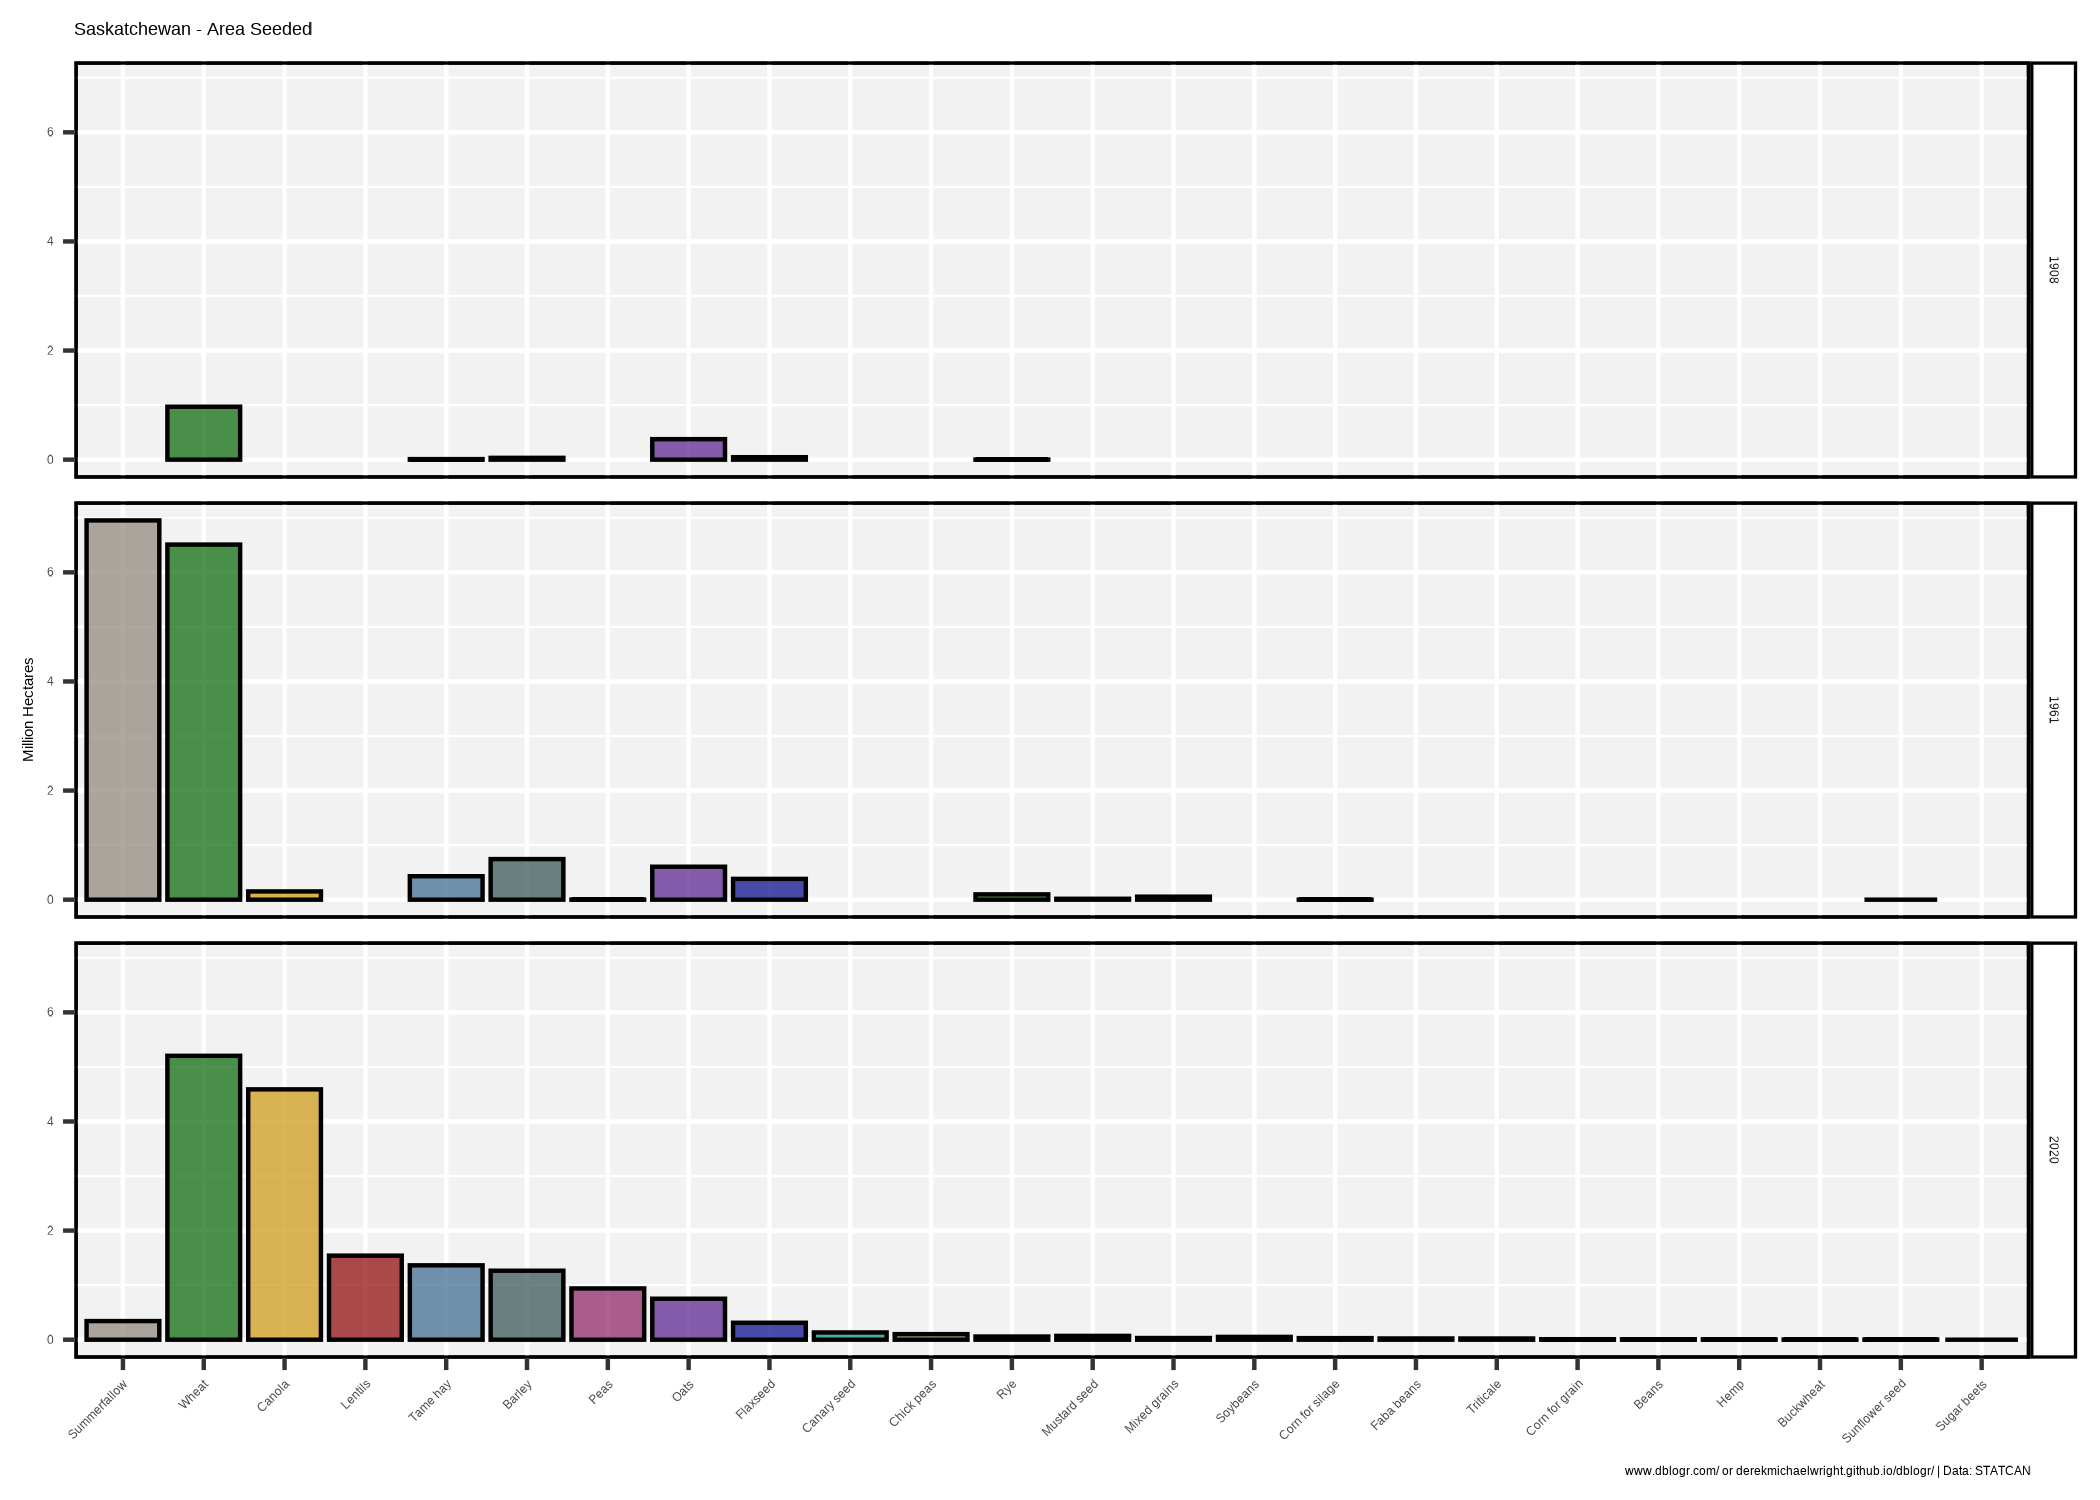 Saskatchewan - Area Seeded
6
4
2
0
1908
Million Hectares
6
4
2
0
1961
6
4
2
0
2020
Summerfallow
Wheat
Canola
Lentils
Tame hay
Barley
Peas
Oats
Flaxseed
Canary seed
Chick peas
Rye
Mustard seed
Mixed grains
Soybeans
Corn for silage
Faba beans
Triticale
Corn for grain
Beans
Hemp
Buckwheat
Sunflower seed
Sugar beets
www.dblogr.com/ or derekmichaelwright.github.io/dblogr/ | Data: STATCAN